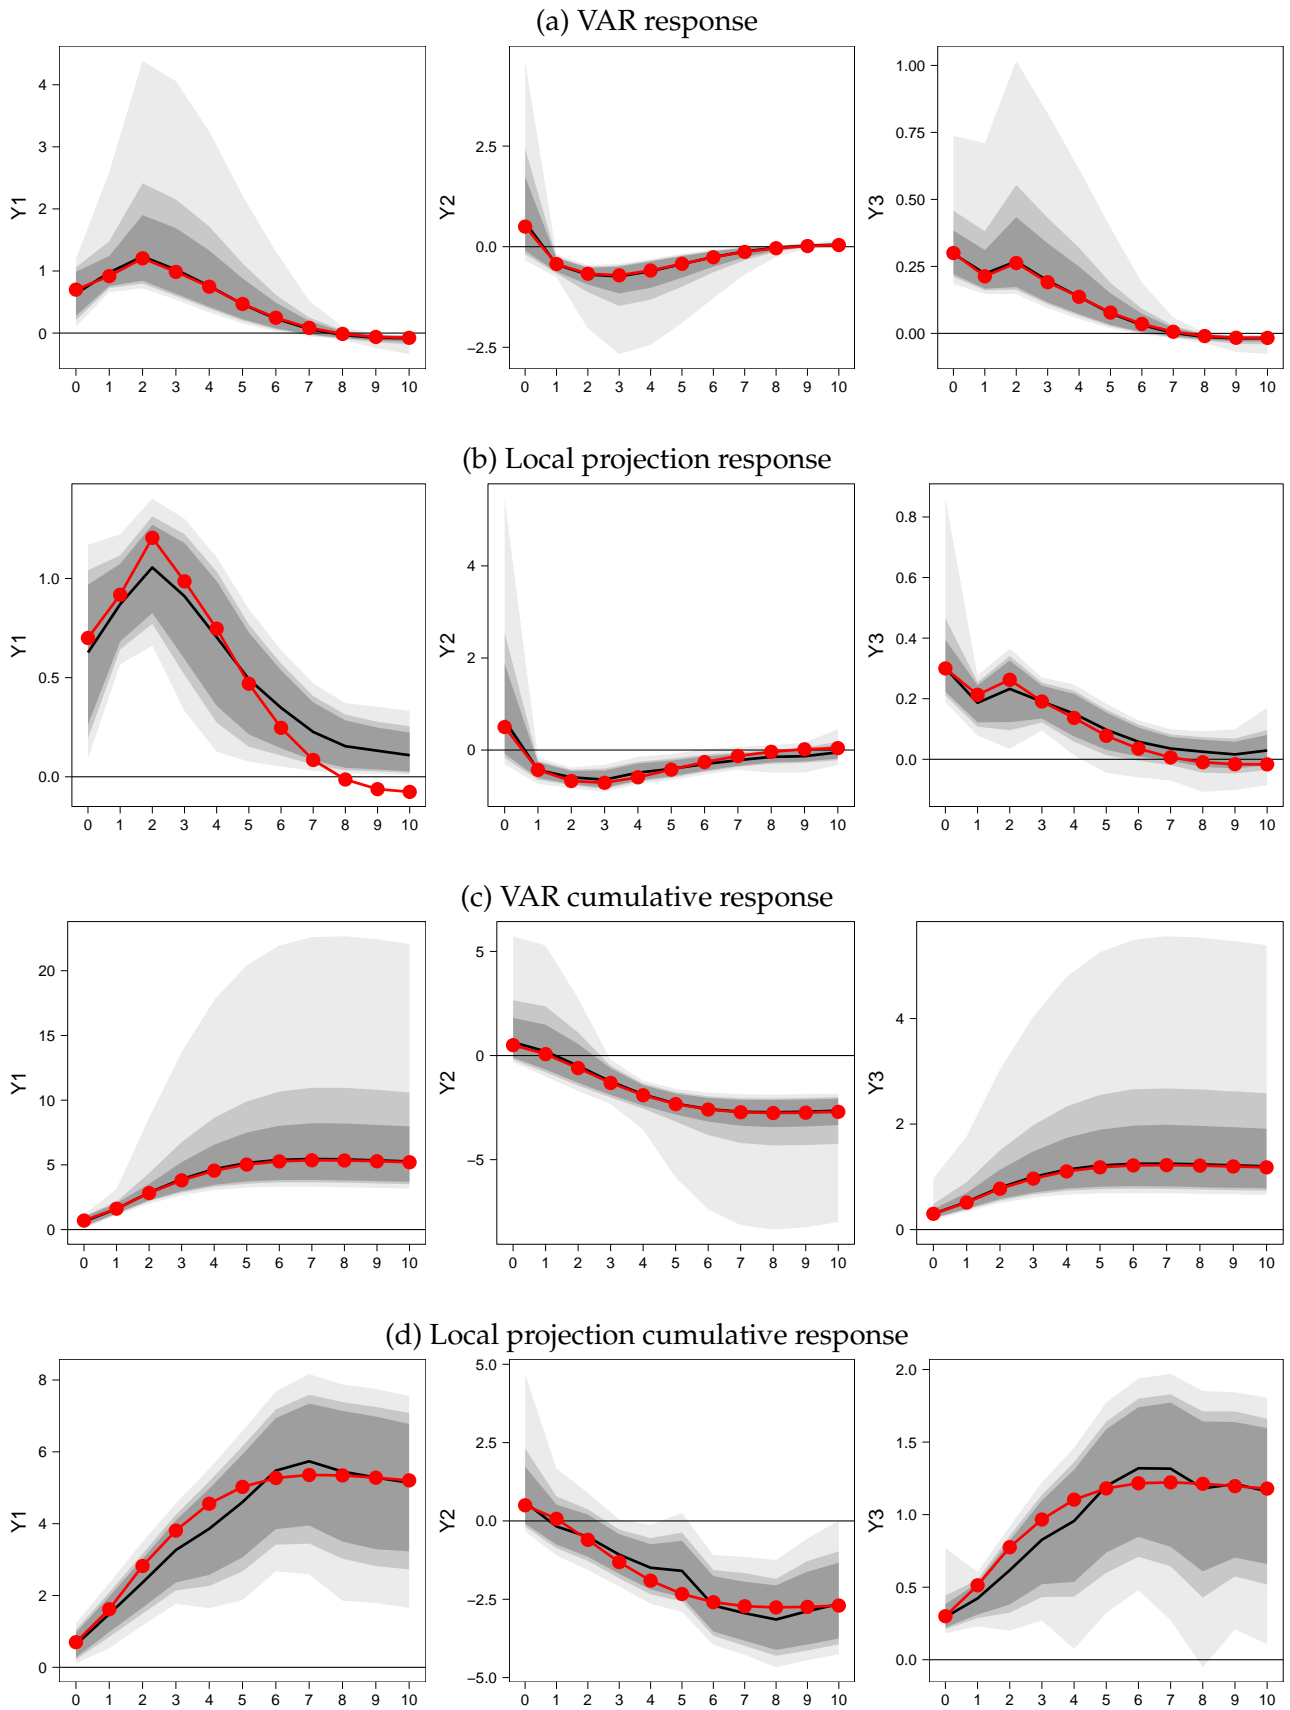 (a) VAR response
Y1
4
3
2
1
0
0 1 2 3 4 5 6 7 8 9 10
Y2
2.5
0.0
−2.5
0 1 2 3 4 5 6 7 8 9 10
Y3
1.00
0.75
0.50
0.25
0.00
0 1 2 3 4 5 6 7 8 9 10
(b) Local projection response
Y1
1.0
0.5
0.0
0 1 2 3 4 5 6 7 8 9 10
Y2
4
2
0
0 1 2 3 4 5 6 7 8 9 10
Y3
0.8
0.6
0.4
0.2
0.0
0 1 2 3 4 5 6 7 8 9 10
(c) VAR cumulative response
Y1
20
15
10
5
0
0 1 2 3 4 5 6 7 8 9 10
Y2
5
0
−5
0 1 2 3 4 5 6 7 8 9 10
Y3
4
2
0
0 1 2 3 4 5 6 7 8 9 10
(d) Local projection cumulative response
Y1
8
6
4
2
0
0 1 2 3 4 5 6 7 8 9 10
Y2
5.0
2.5
0.0
−2.5
−5.0
0 1 2 3 4 5 6 7 8 9 10
Y3
2.0
1.5
1.0
0.5
0.0
0 1 2 3 4 5 6 7 8 9 10